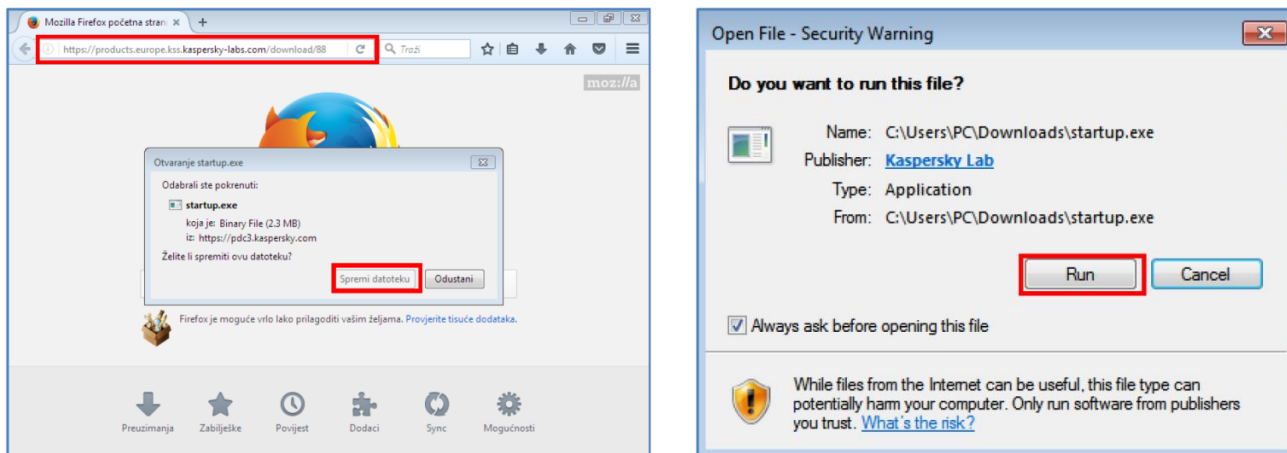 Mozilla Firefox početna stran
https://products.europe.kss.kaspersky-labs.com/download/88
Traži
moz://a
Otvaranje startup.exe
Odabrali ste pokrenuti:
startup.exe
koja je: Binary File (2.3 MB)
iz: https://pdc3.kaspersky.com
Želite li spremiti ovu datoteku?
Spremi datoteku
Odustani
Firefox je moguće vrlo lako prilagoditi vašim željama. Provjerite tisuće dodataka.
Preuzimanja
Zabilješke
Povijest
Dodaci
Sync
Mogućnosti
Open File - Security Warning
Do you want to run this file?
Name: C:\Users\PC\Downloads\startup.exe
Publisher: Kaspersky Lab
Type: Application
From: C:\Users\PC\Downloads\startup.exe
Run
Cancel
Always ask before opening this file
While files from the Internet can be useful, this file type can
potentially harm your computer. Only run software from publishers
you trust. What's the risk?